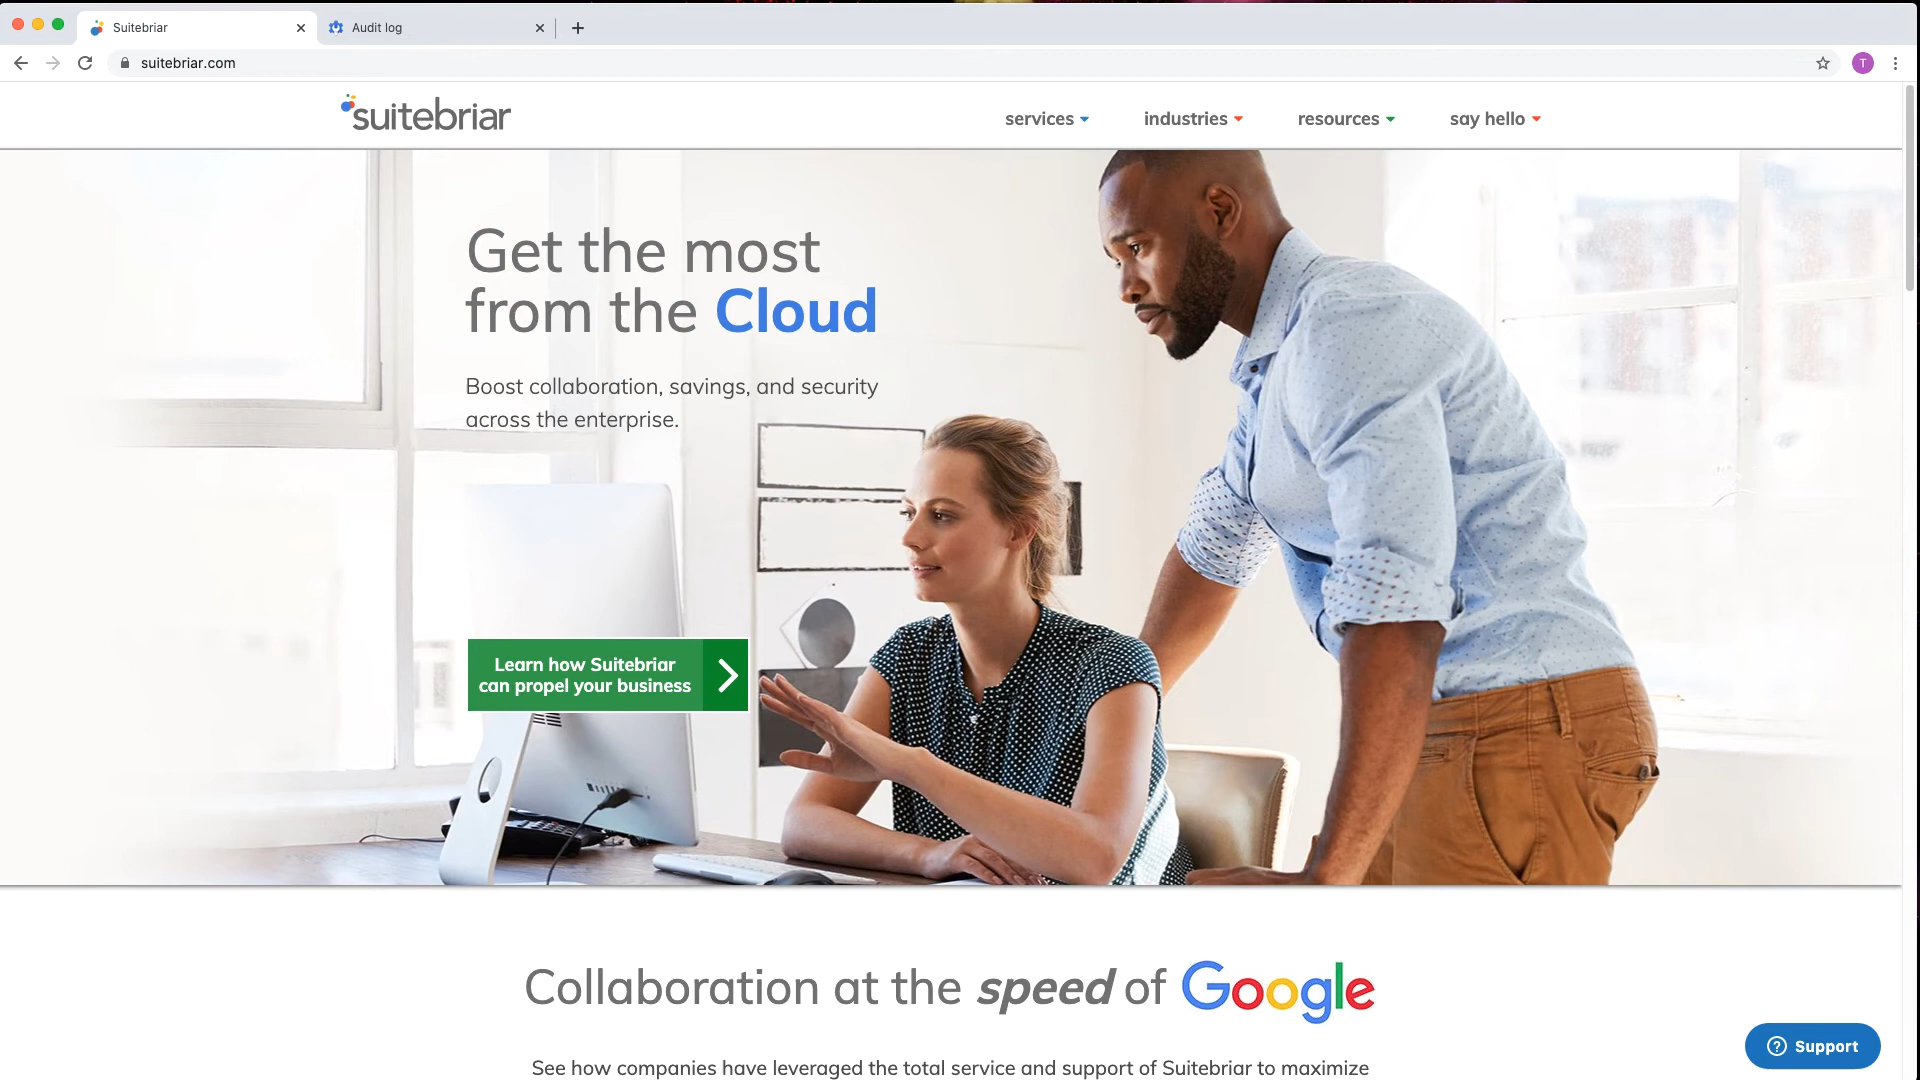 Suitebriar
Audit log
suitebriar.com
T
suitebriar
services
industries
resources
say hello
Get the most
from the Cloud
Boost collaboration, savings, and security
across the enterprise.
Learn how Suitebriar
can propel your business
Collaboration at the speed of Google
See how companies have leveraged the total service and support of Suitebriar to maximize
? Support